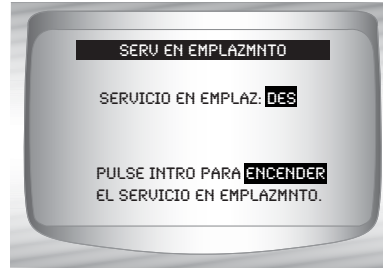 SERV EN EMPLAZMNTO
SERVICIO EN EMPLAZ: DES
PULSE INTRO PARA ENCENDER
EL SERVICIO EN EMPLAZMNTO.